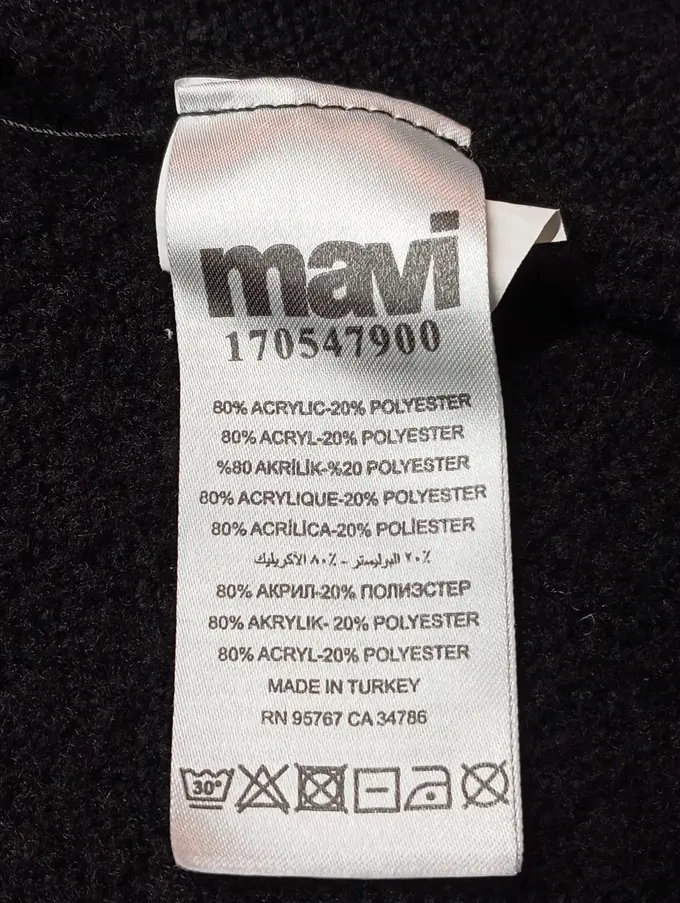 mavi
170547900
80% ACRYLIC-20% POLYESTER
80% ACRYL-20% POLYESTER
%80 AKRİLİK-%20 POLYESTER
80% ACRYLIQUE-20% POLYESTER
80% ACRİLİCA-20% POLİESTER
٢٠٪ البوليستر - ٨٠٪ الأكريليك
80% АКРИЛ-20% ПОЛИЭСТЕР
80% AKRYLIK- 20% POLYESTER
80% ACRYL-20% POLYESTER
MADE IN TURKEY
RN 95767 CA 34786
30°